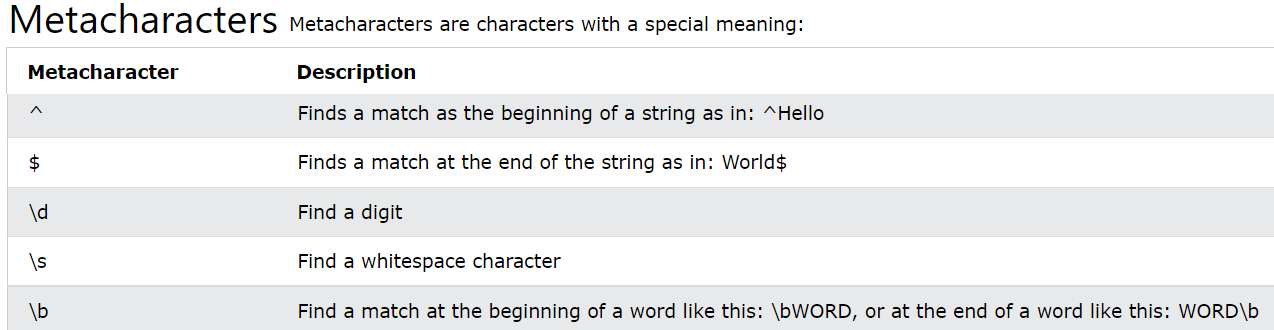 Metacharacters Metacharacters are characters with a special meaning:
Metacharacter Description
^ Finds a match as the beginning of a string as in: ^Hello
$ Finds a match at the end of the string as in: World$
\d Find a digit
\s Find a whitespace character
\b Find a match at the beginning of a word like this: \bWORD, or at the end of a word like this: WORD\b